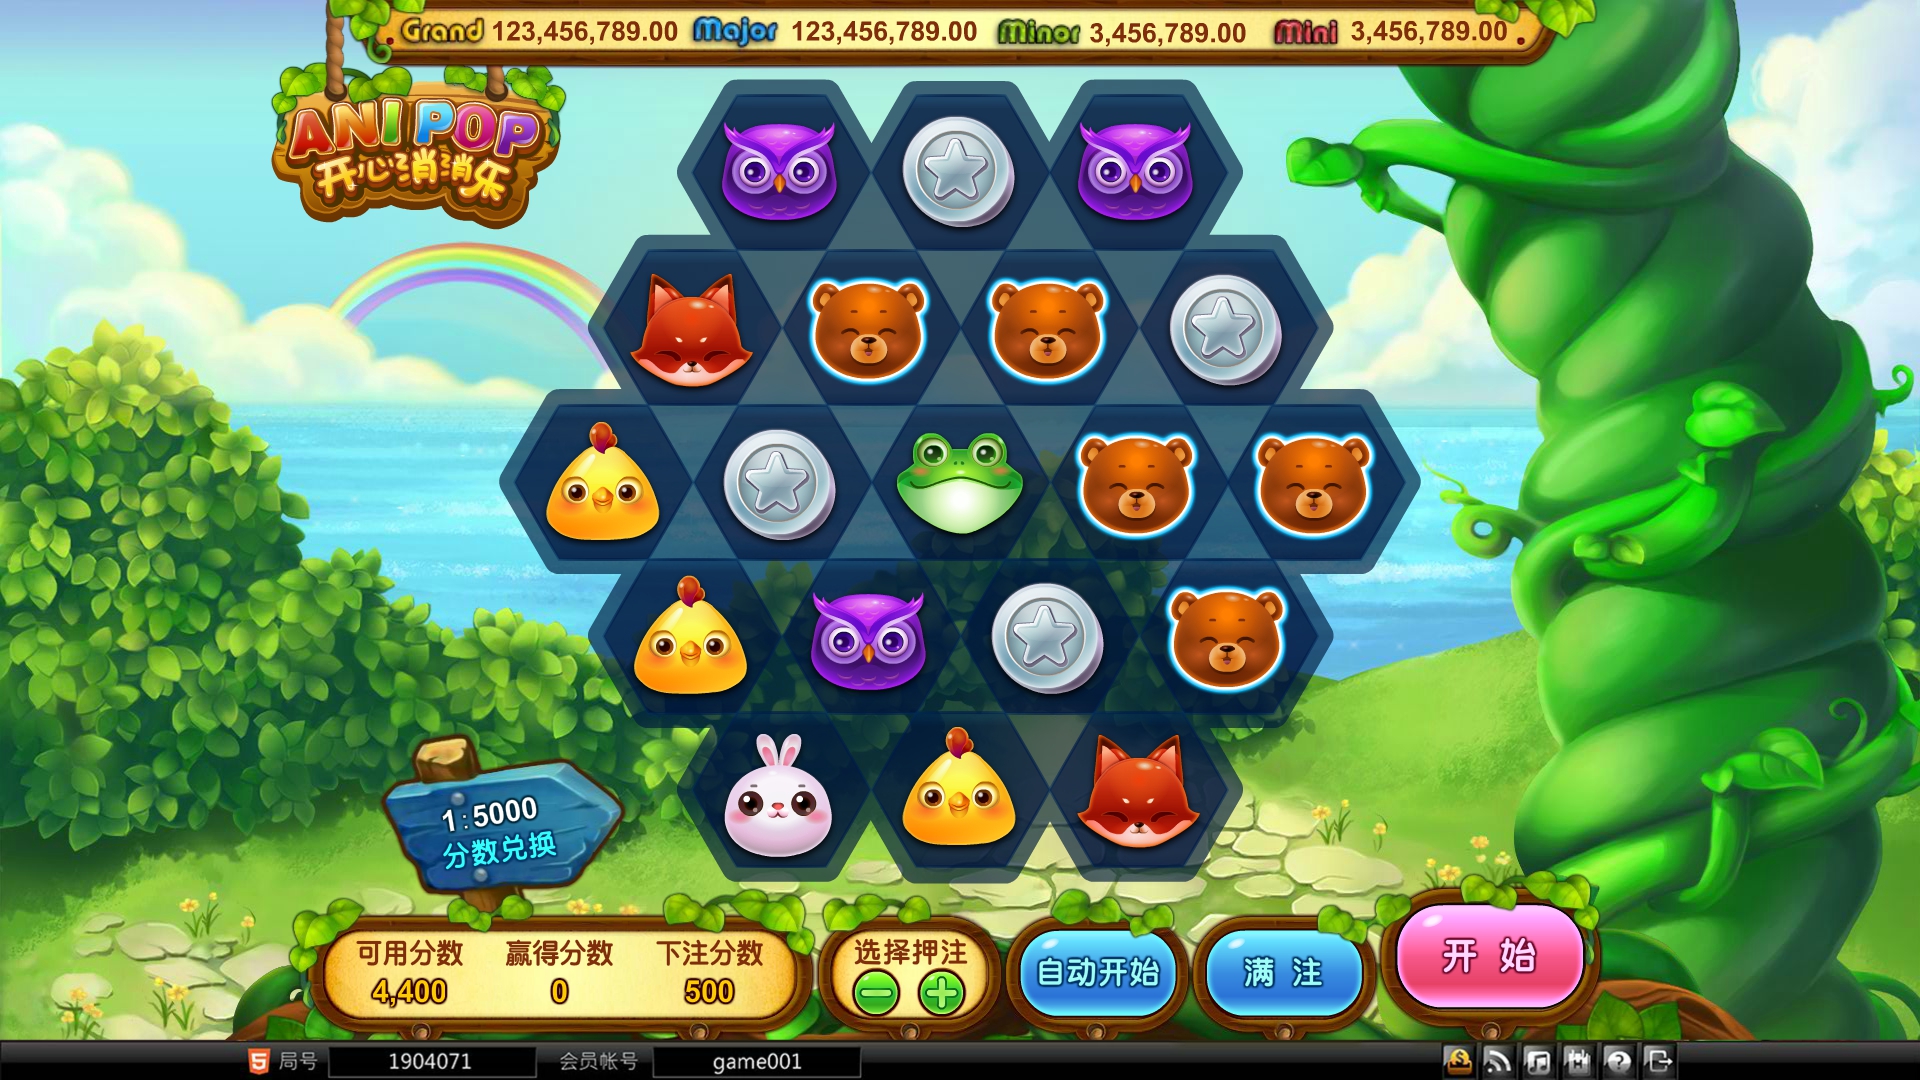 Grand 123,456,789.00 Major 123,456,789.00 Minor 3,456,789.00 Mini 3,456,789.00
ANI POP
开心消消乐
1:5000
分数兑换
可用分数 赢得分数 下注分数 选择押注
4,400 0 500
自动开始 满注 开始
局号 1904071 会员帐号 game001